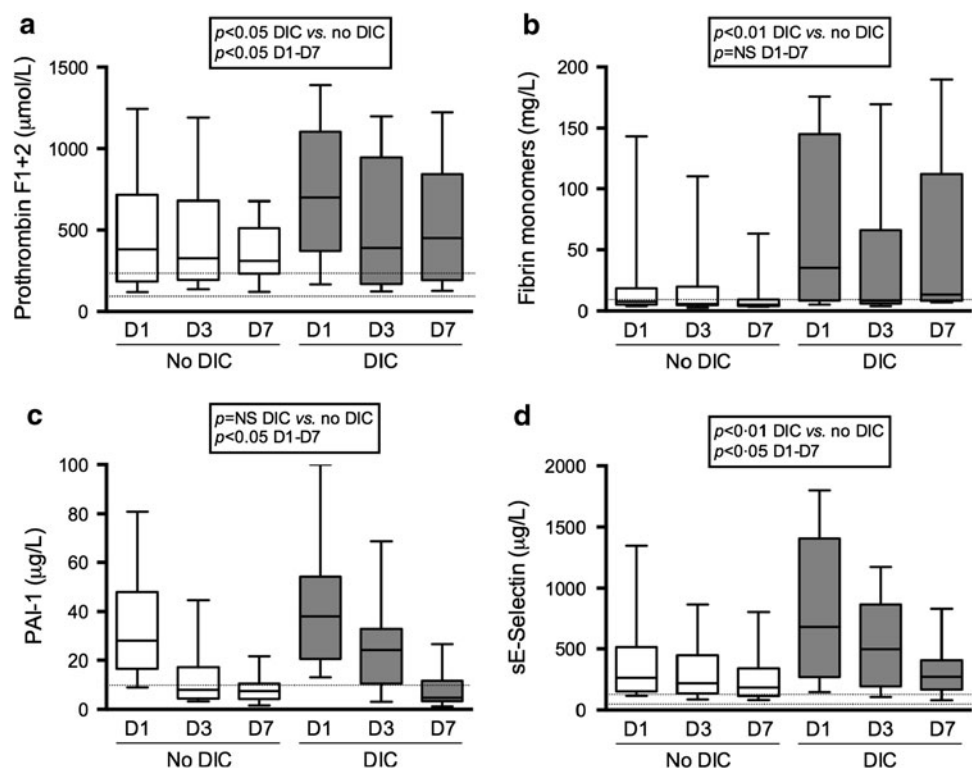 a
p<0.05 DIC vs. no DIC
p<0.05 D1-D7
Prothrombin F1+2 (µmol/L)
1500
1000
500
0
D1 D3 D7 D1 D3 D7
No DIC DIC
b
p<0.01 DIC vs. no DIC
p=NS D1-D7
Fibrin monomers (mg/L)
200
150
100
50
0
D1 D3 D7 D1 D3 D7
No DIC DIC
c
p=NS DIC vs. no DIC
p<0.05 D1-D7
PAI-1 (µg/L)
100
80
60
40
20
0
D1 D3 D7 D1 D3 D7
No DIC DIC
d
p<0·01 DIC vs. no DIC
p<0·05 D1-D7
sE-Selectin (µg/L)
2000
1500
1000
500
0
D1 D3 D7 D1 D3 D7
No DIC DIC